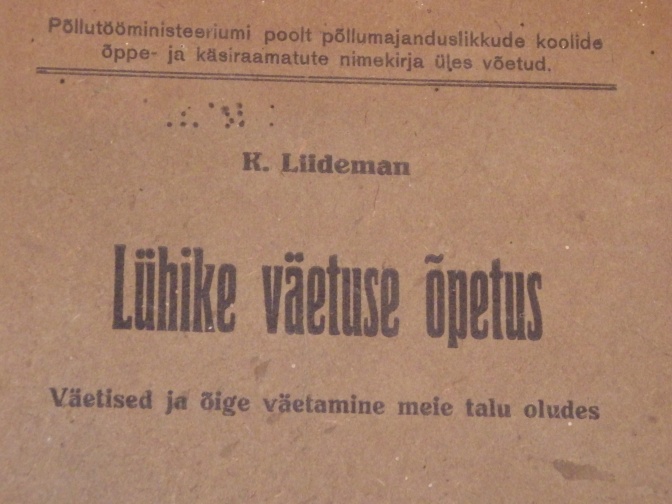 Põllutööministeeriumi poolt põllumajanduslikkude koolide
õppe- ja käsiraamatute nimekirja üles võetud.
K. Liideman
Lühike väetuse õpetus
Väetised ja õige väetamine meie talu oludes